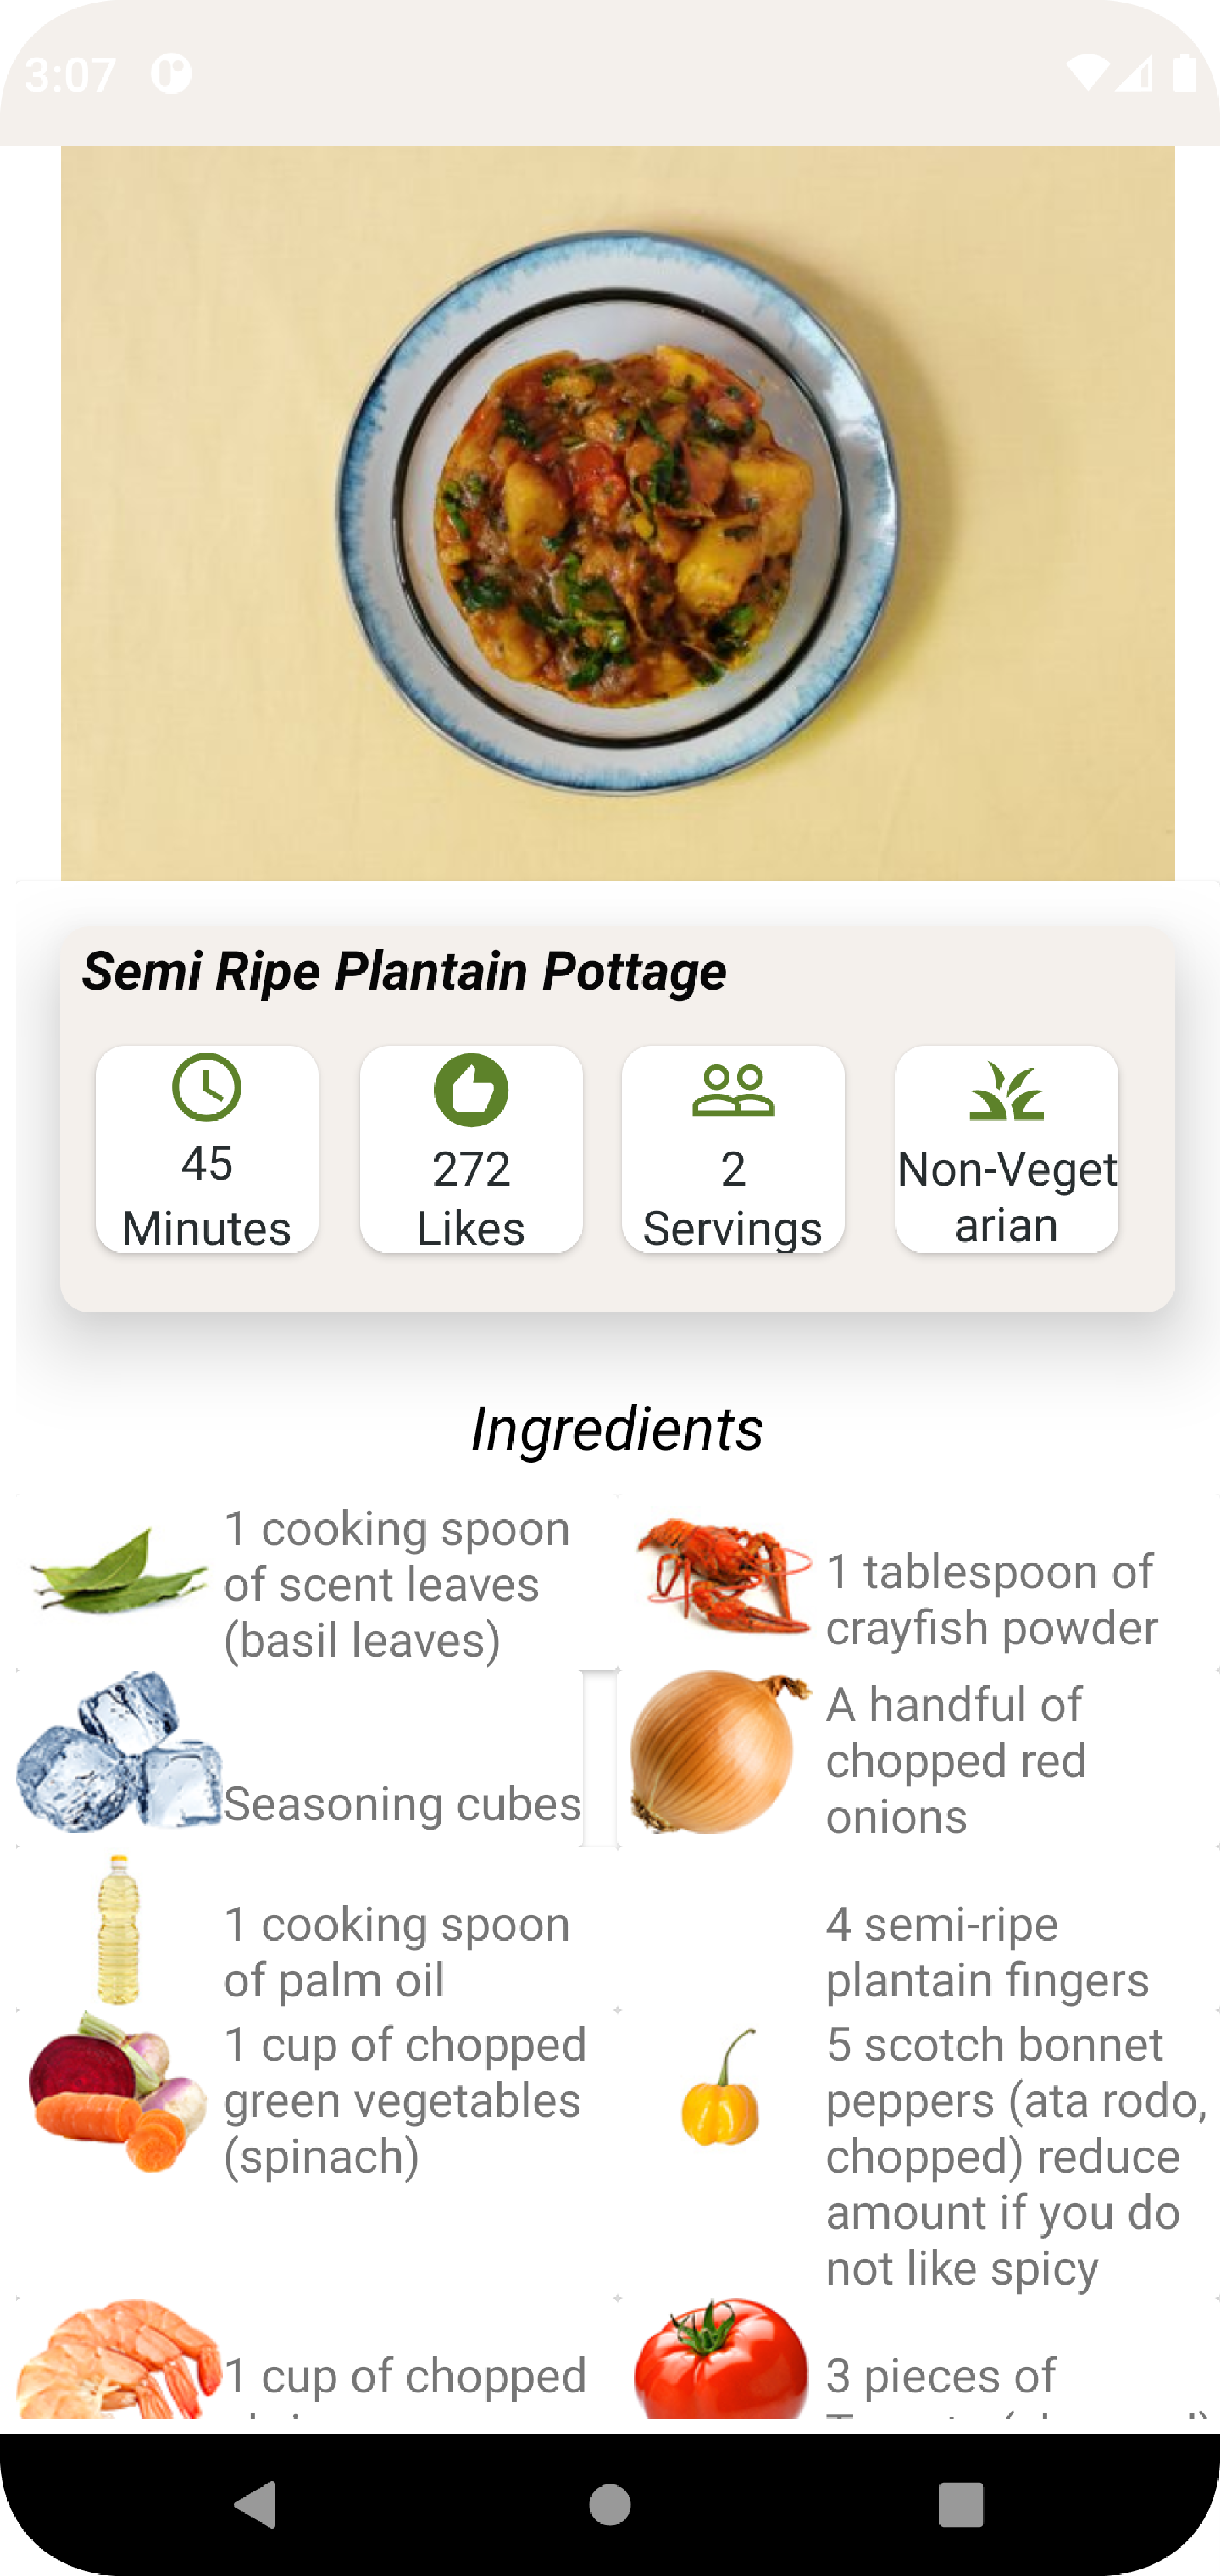 3:07
Semi Ripe Plantain Pottage
45
Minutes
272
Likes
2
Servings
Non-Veget
arian
Ingredients
1 cooking spoon
of scent leaves
(basil leaves)
1 tablespoon of
crayfish powder
Seasoning cubes
A handful of
chopped red
onions
1 cooking spoon
of palm oil
4 semi-ripe
plantain fingers
1 cup of chopped
green vegetables
(spinach)
5 scotch bonnet
peppers (ata rodo,
chopped) reduce
amount if you do
not like spicy
1 cup of chopped
3 pieces of